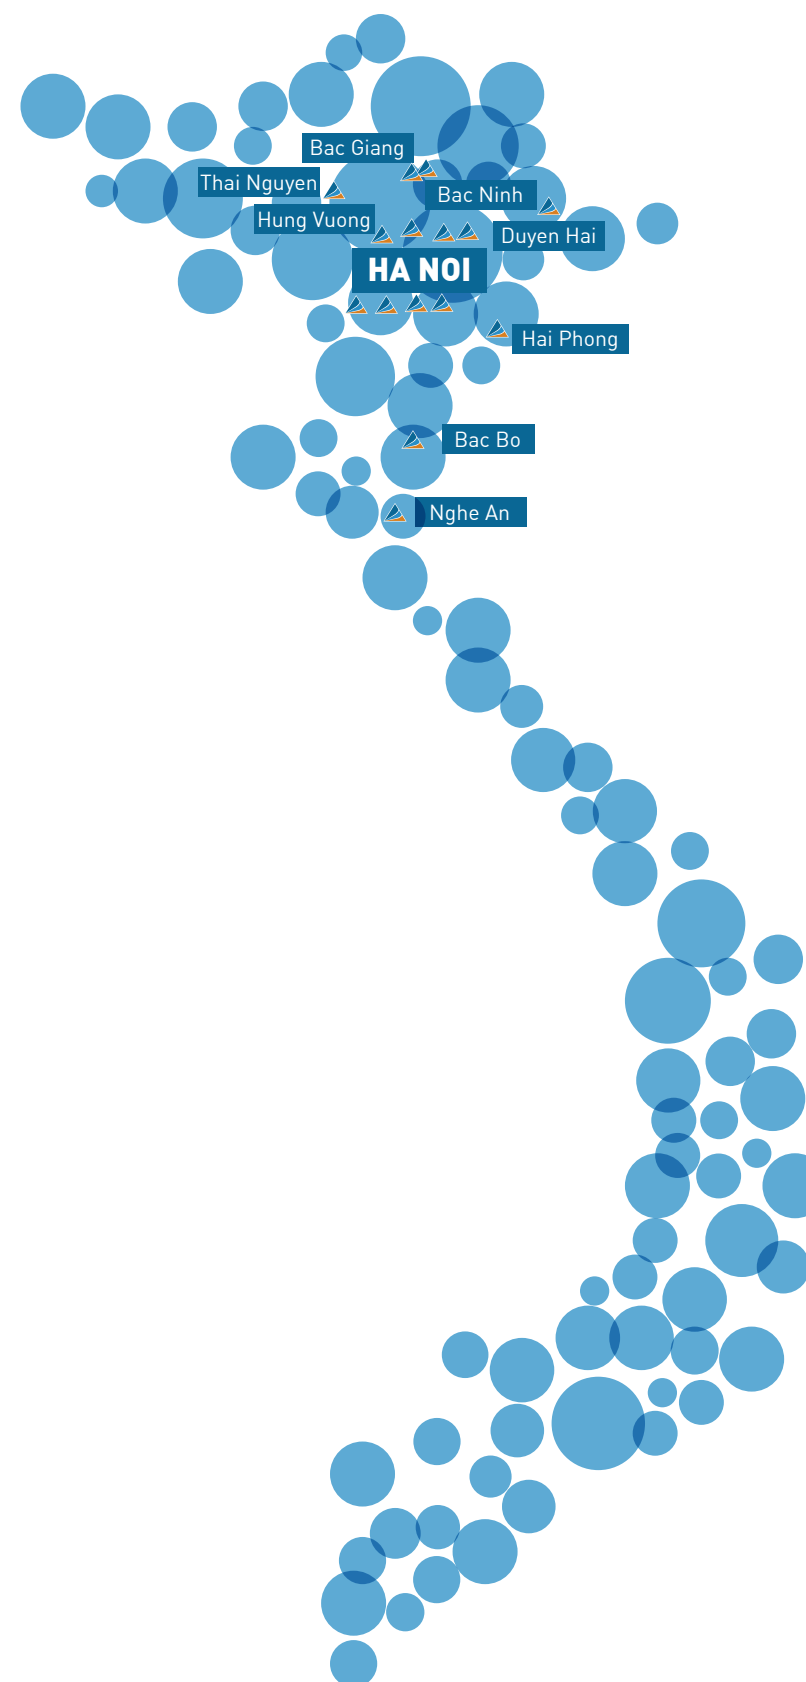 Bac Giang
Thai Nguyen
Bac Ninh
Hung Vuong
Duyen Hai
HA NOI
Hai Phong
Bac Bo
Nghe An